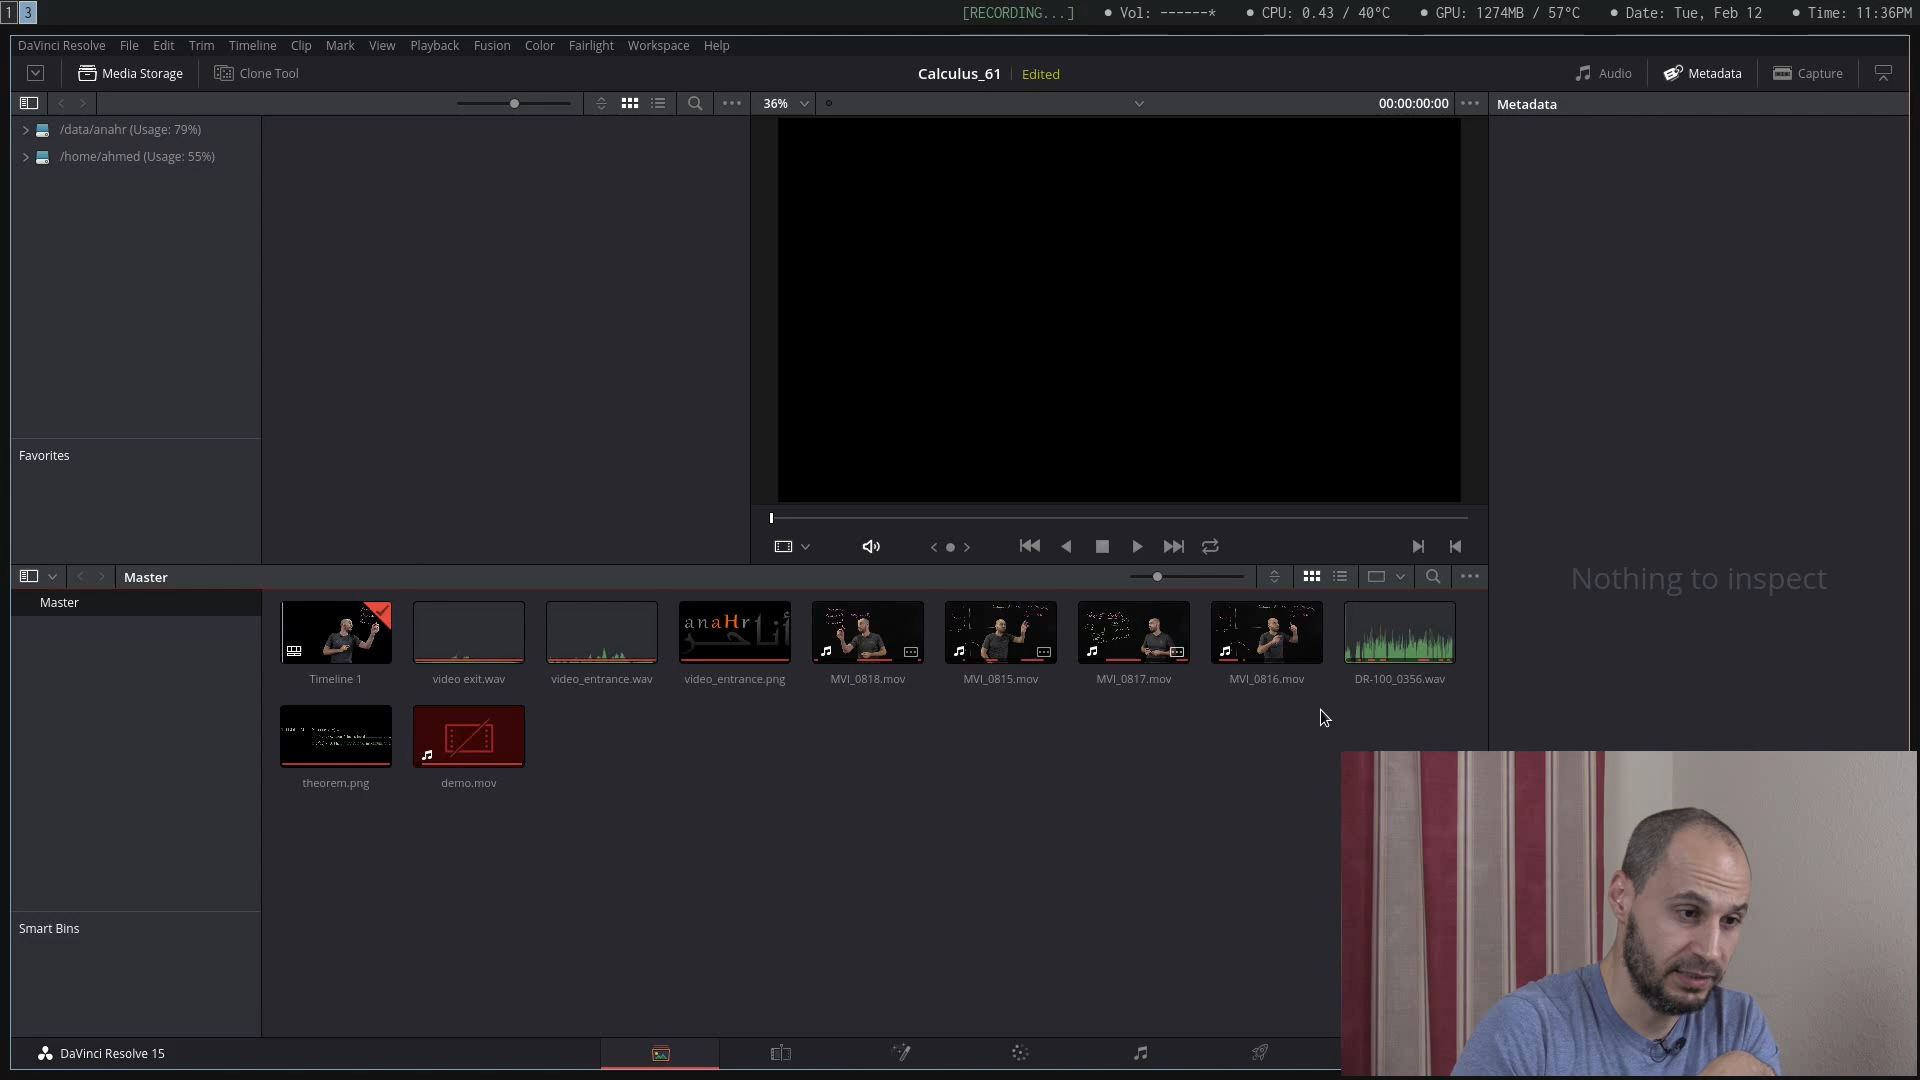 1 3 [RECORDING...] • Vol: ------* • CPU: 0.43 / 40°C • GPU: 1274MB / 57°C • Date: Tue, Feb 12 • Time: 11:36PM
DaVinci Resolve File Edit Trim Timeline Clip Mark View Playback Fusion Color Fairlight Workspace Help
Media Storage Clone Tool Calculus_61 Edited Audio Metadata Capture
36% 00:00:00:00 Metadata
/data/anahr (Usage: 79%)
/home/ahmed (Usage: 55%)
Favorites
Nothing to inspect
Master
Master
anaHr
أناحر
Timeline 1 video exit.wav video_entrance.wav video_entrance.png MVI_0818.mov MVI_0815.mov MVI_0817.mov MVI_0816.mov DR-100_0356.wav
theorem.png demo.mov
Smart Bins
DaVinci Resolve 15